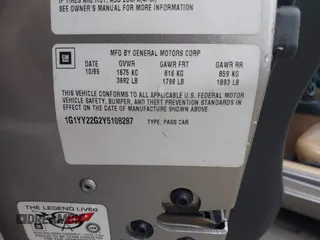 SEE OWNER'S MANUAL FOR MORE INFORMATION
GM
MFD BY GENERAL MOTORS CORP
DATE GVWR GAWR FRT GAWR RR
10/99 1675 KG 816 KG 859 KG
3692 LB 1799 LB 1893 LB
THIS VEHICLE CONFORMS TO ALL APPLICABLE U.S. FEDERAL MOTOR
VEHICLE SAFETY, BUMPER, AND THEFT PREVENTION STANDARDS IN
EFFECT ON THE DATE OF MANUFACTURE SHOWN ABOVE
1G1YY22G2Y5108287 TYPE: PASS CAR
THE LEGEND LIVES